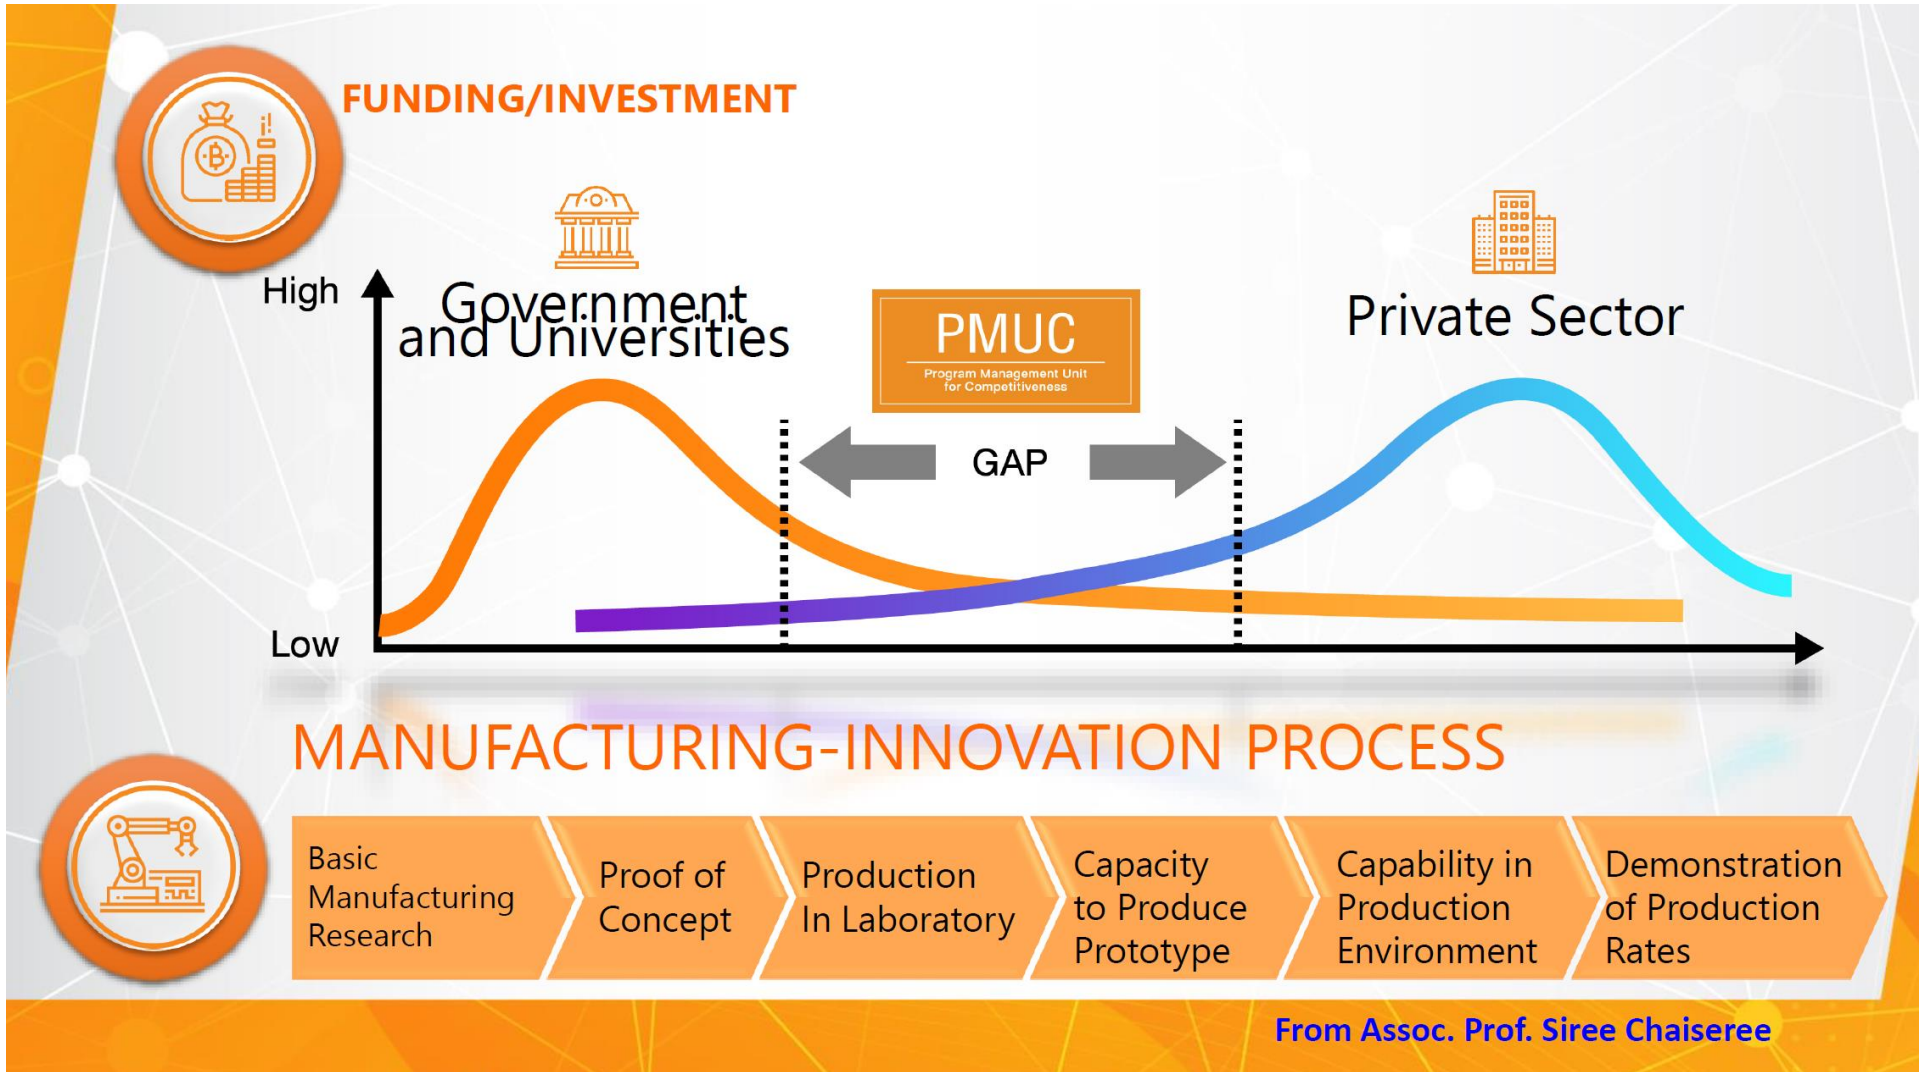 FUNDING/INVESTMENT
High
Government
and Universities
PMUC
Program Management Unit
for Competitiveness
Private Sector
GAP
Low
MANUFACTURING-INNOVATION PROCESS
Basic
Manufacturing
Research
Proof of
Concept
Production
In Laboratory
Capacity
to Produce
Prototype
Capability in
Production
Environment
Demonstration
of Production
Rates
From Assoc. Prof. Siree Chaiseree